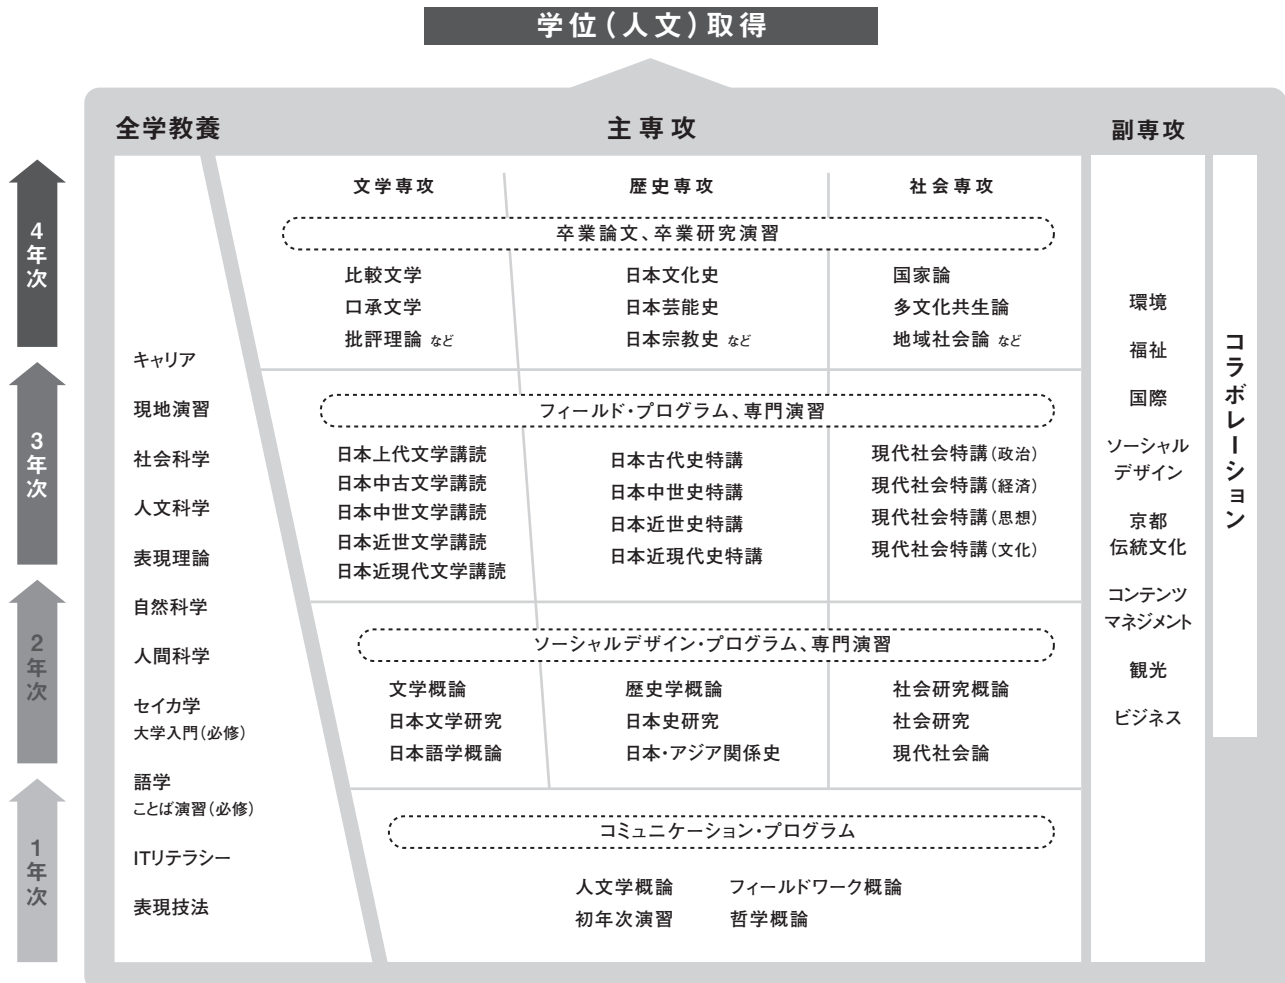 学位(人文)取得
全学教養
主専攻
副専攻
4年次
3年次
2年次
1年次
キャリア
現地演習
社会科学
人文科学
表現理論
自然科学
人間科学
セイカ学
大学入門(必修)
語学
ことば演習(必修)
ITリテラシー
表現技法
文学専攻
歴史専攻
社会専攻
卒業論文、卒業研究演習
比較文学
口承文学
批評理論 など
日本文化史
日本芸能史
日本宗教史 など
国家論
多文化共生論
地域社会論 など
フィールド・プログラム、専門演習
日本上代文学講読
日本中古文学講読
日本中世文学講読
日本近世文学講読
日本近現代文学講読
日本古代史特講
日本中世史特講
日本近世史特講
日本近現代史特講
現代社会特講(政治)
現代社会特講(経済)
現代社会特講(思想)
現代社会特講(文化)
ソーシャルデザイン・プログラム、専門演習
文学概論
日本文学研究
日本語学概論
歴史学概論
日本史研究
日本・アジア関係史
社会研究概論
社会研究
現代社会論
コミュニケーション・プログラム
人文学概論
フィールドワーク概論
初年次演習
哲学概論
環境
福祉
国際
ソーシャル
デザイン
京都
伝統文化
コンテンツ
マネジメント
観光
ビジネス
コラボレーション